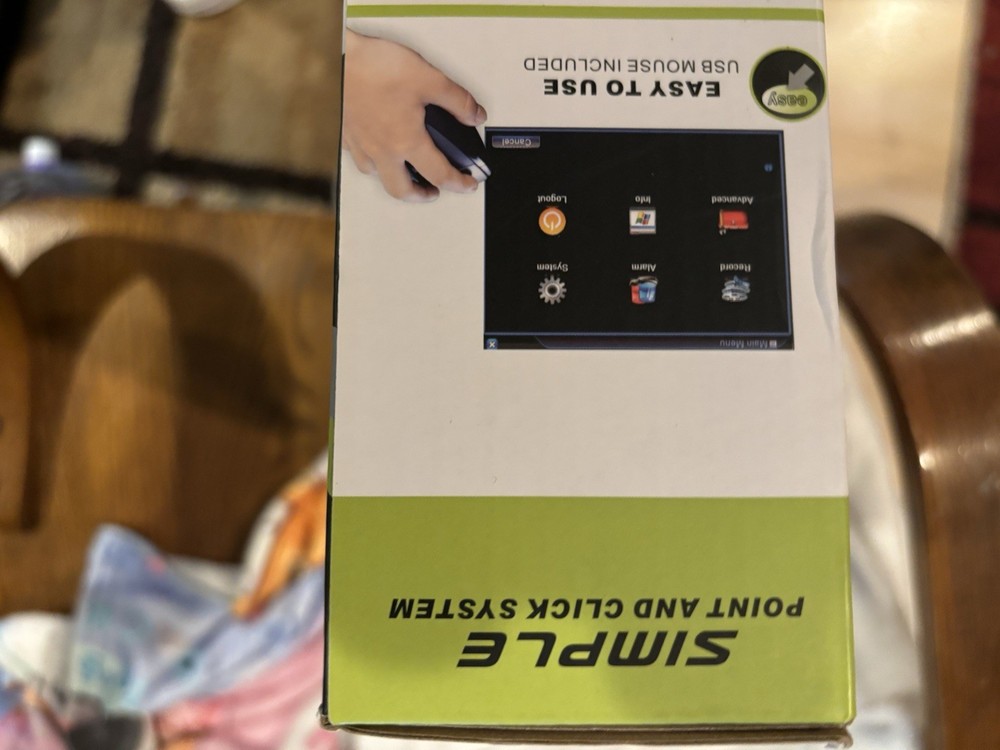 SIMPLE
POINT AND CLICK SYSTEM
Main Menu
Record
Alarm
System
Advanced
Info
Logout
Cancel
easy
EASY TO USE
USB MOUSE INCLUDED